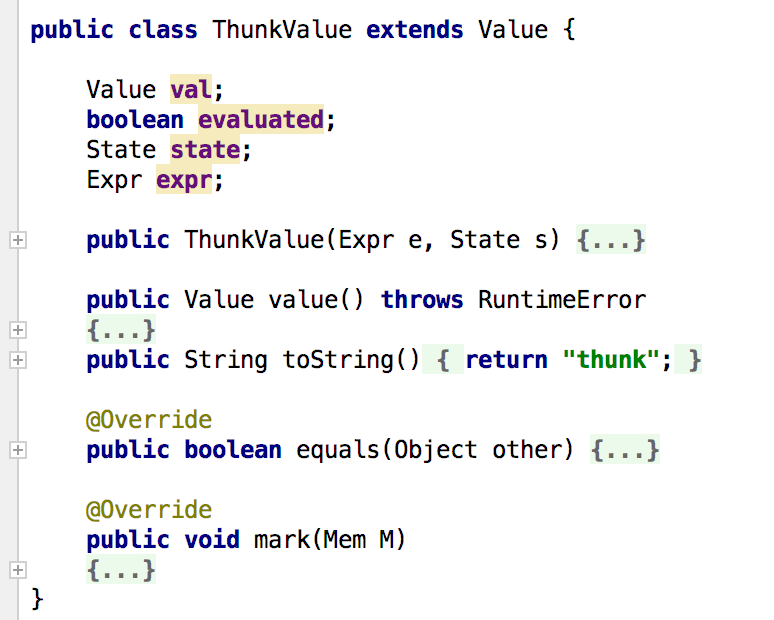 public class ThunkValue extends Value {
Value val;
boolean evaluated;
State state;
Expr expr;
public ThunkValue(Expr e, State s) {...}
public Value value() throws RuntimeError
{...}
public String toString() { return "thunk"; }
@Override
public boolean equals(Object other) {...}
@Override
public void mark(Mem M)
{...}
}